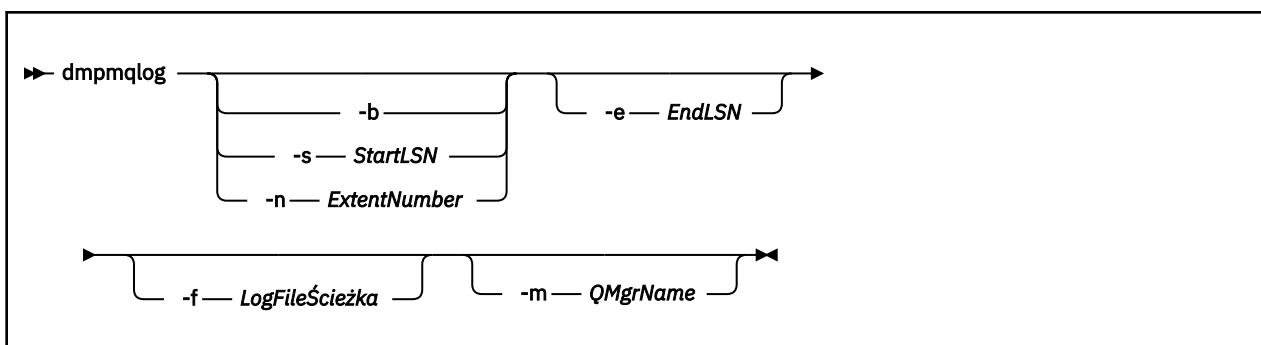 dmpmqlog
-b
-e EndLSN
-s StartLSN
-n ExtentNumber
-f LogFileŚcieżka
-m QMgrName